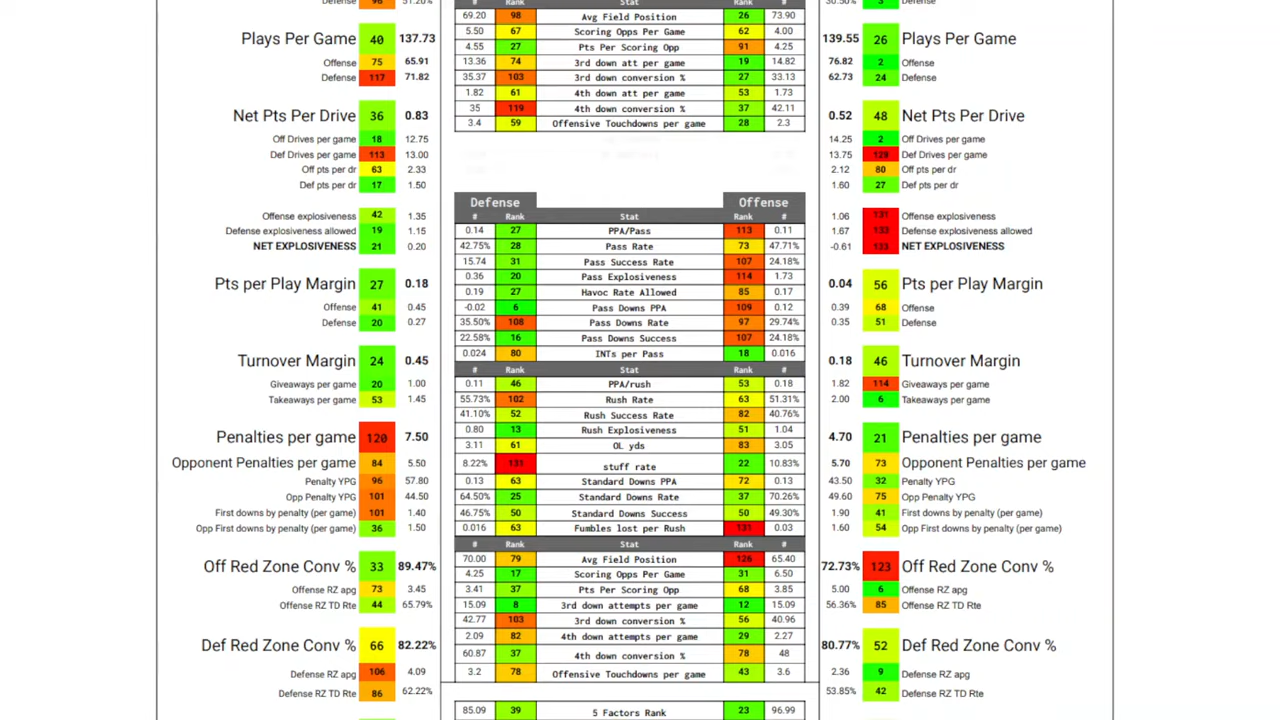 Defense 96 51.20%
# Rank Stat Rank #
30.50% 3 Defense
69.20 98 Avg Field Position 26 73.90
5.50 67 Scoring Opps Per Game 62 4.00
Plays Per Game 40 137.73
4.55 27 Pts Per Scoring Opp 91 4.25
139.55 26 Plays Per Game
Offense 75 65.91
13.36 74 3rd down att per game 19 14.82
76.82 2 Offense
Defense 117 71.82
35.37 103 3rd down conversion % 27 33.13
62.73 24 Defense
1.82 61 4th down att per game 53 1.73
35 119 4th down conversion % 37 42.11
Net Pts Per Drive 36 0.83
3.4 59 Offensive Touchdowns per game 28 2.3
0.52 48 Net Pts Per Drive
Off Drives per game 18 12.75
14.25 2 Off Drives per game
Def Drives per game 113 13.00
13.75 Def Drives per game
Off pts per dr 63 2.33
2.12 80 Off pts per dr
Def pts per dr 17 1.50
1.60 27 Def pts per dr
Defense Offense
Offense explosiveness 42 1.35
# Rank Stat Rank #
1.06 131 Offense explosiveness
Defense explosiveness allowed 19 1.15
0.14 27 PPA/Pass 113 0.11
1.67 133 Defense explosiveness allowed
NET EXPLOSIVENESS 21 0.20
42.75% 28 Pass Rate 73 47.71%
-0.61 133 NET EXPLOSIVENESS
15.74 31 Pass Success Rate 107 24.18%
0.36 20 Pass Explosiveness 114 1.73
Pts per Play Margin 27 0.18
0.19 27 Havoc Rate Allowed 85 0.17
0.04 56 Pts per Play Margin
Offense 41 0.45
-0.02 6 Pass Downs PPA 109 0.12
0.39 68 Offense
Defense 20 0.27
35.50% 108 Pass Downs Rate 97 29.74%
0.35 51 Defense
22.58% 16 Pass Downs Success 107 24.18%
0.024 80 INTs per Pass 18 0.016
Turnover Margin 24 0.45
# Rank Stat Rank #
0.18 46 Turnover Margin
Giveaways per game 20 1.00
0.11 46 PPA/rush 53 0.18
1.82 114 Giveaways per game
Takeaways per game 53 1.45
55.73% 102 Rush Rate 63 51.31%
2.00 6 Takeaways per game
41.10% 52 Rush Success Rate 82 40.76%
0.80 13 Rush Explosiveness 51 1.04
Penalties per game 120 7.50
3.11 61 OL yds 83 3.05
4.70 21 Penalties per game
Opponent Penalties per game 84 5.50
8.22% 131 stuff rate 22 10.83%
5.70 73 Opponent Penalties per game
Penalty YPG 96 57.80
0.13 63 Standard Downs PPA 72 0.13
43.50 32 Penalty YPG
Opp Penalty YPG 101 44.50
64.50% 25 Standard Downs Rate 37 70.26%
49.60 75 Opp Penalty YPG
First downs by penalty (per game) 101 1.40
46.75% 50 Standard Downs Success 50 49.30%
1.90 41 First downs by penalty (per game)
Opp First downs by penalty (per game) 36 1.50
0.016 63 Fumbles lost per Rush 131 0.03
1.60 54 Opp First downs by penalty (per game)
# Rank Stat Rank #
Off Red Zone Conv % 33 89.47%
70.00 79 Avg Field Position 126 65.40
72.73% 123 Off Red Zone Conv %
4.25 17 Scoring Opps Per Game 31 6.50
Offense RZ apg 73 3.45
3.41 37 Pts Per Scoring Opp 68 3.85
5.00 6 Offense RZ apg
Offense RZ TD Rte 44 65.79%
15.09 8 3rd down attempts per game 12 15.09
56.36% 85 Offense RZ TD Rte
42.77 103 3rd down conversion % 56 40.96
2.09 82 4th down attempts per game 29 2.27
Def Red Zone Conv % 66 82.22%
60.87 37 4th down conversion % 78 48
80.77% 52 Def Red Zone Conv %
Defense RZ apg 106 4.09
3.2 78 Offensive Touchdowns per game 43 3.6
2.36 9 Defense RZ apg
Defense RZ TD Rte 86 62.22%
53.85% 42 Defense RZ TD Rte
85.09 39 5 Factors Rank 23 96.99